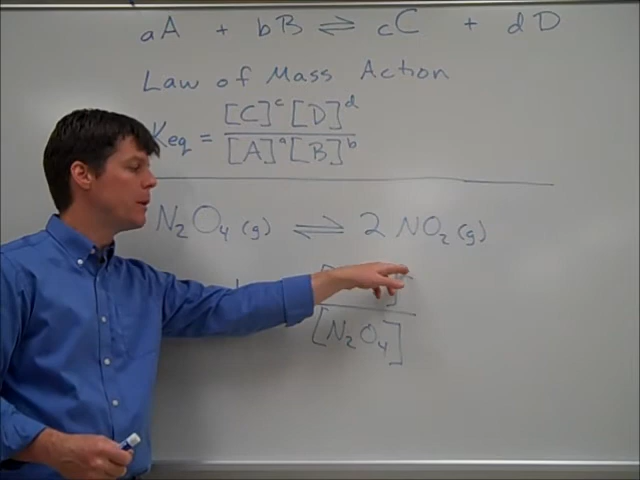 aA + bB ⇌ cC + dD
Law of Mass Action
Keq = [C]ᶜ[D]ᵈ
[A]ᵃ[B]ᵇ
N₂O₄(g) ⇌ 2 NO₂(g)
[N₂O₄]